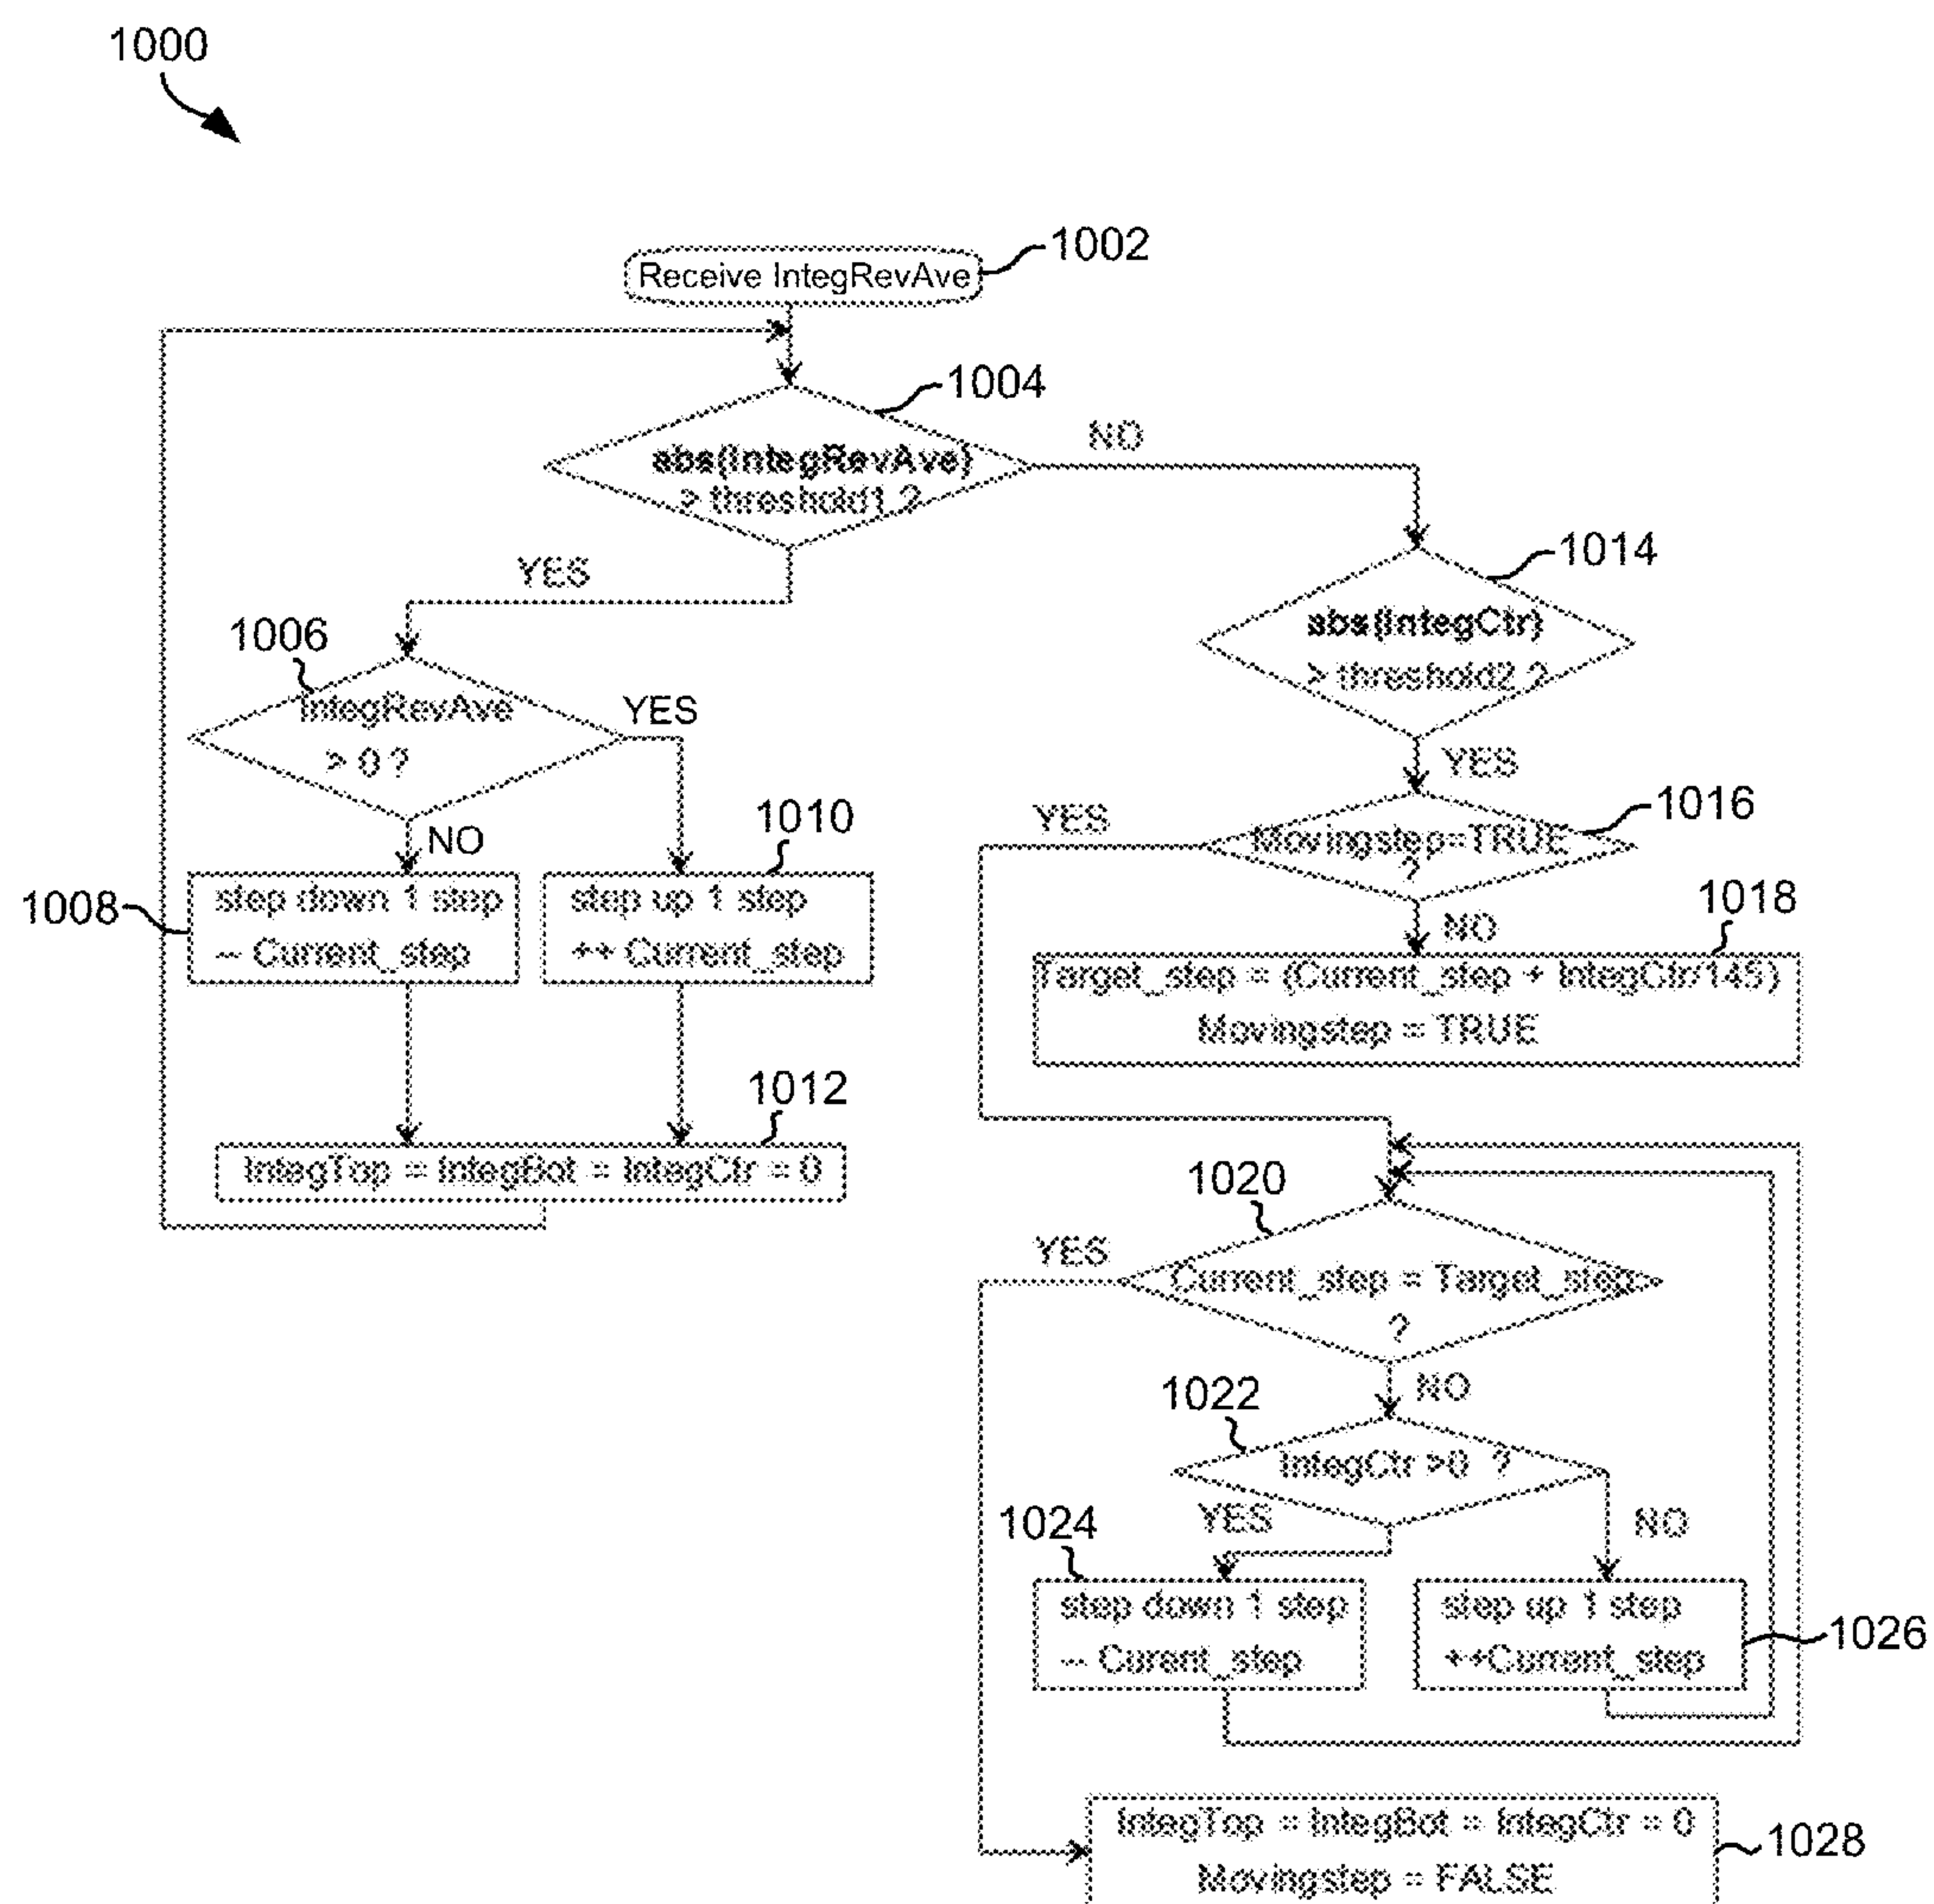 1000
1002
Receive IntegRevAve
1004
abs(IntegRevAve)
> threshold1 ?
NO
YES
1014
abs(IntegCtr)
> threshold2 ?
YES
1006
IntegRevAve
> 0 ?
YES
NO
1016
Movingstep=TRUE
?
YES
NO
1008
step down 1 step
-- Current_step
1010
step up 1 step
++ Current_step
1018
Target_step = (Current_step + IntegCtr/145)
Movingstep = TRUE
1012
IntegTop = IntegBot = IntegCtr = 0
1020
YES
Current_step = Target_step
?
NO
1022
IntegCtr >0 ?
YES
NO
1024
step down 1 step
-- Curent_step
step up 1 step
++Current_step
1026
IntegTop = IntegBot = IntegCtr = 0
Movingstep = FALSE
1028